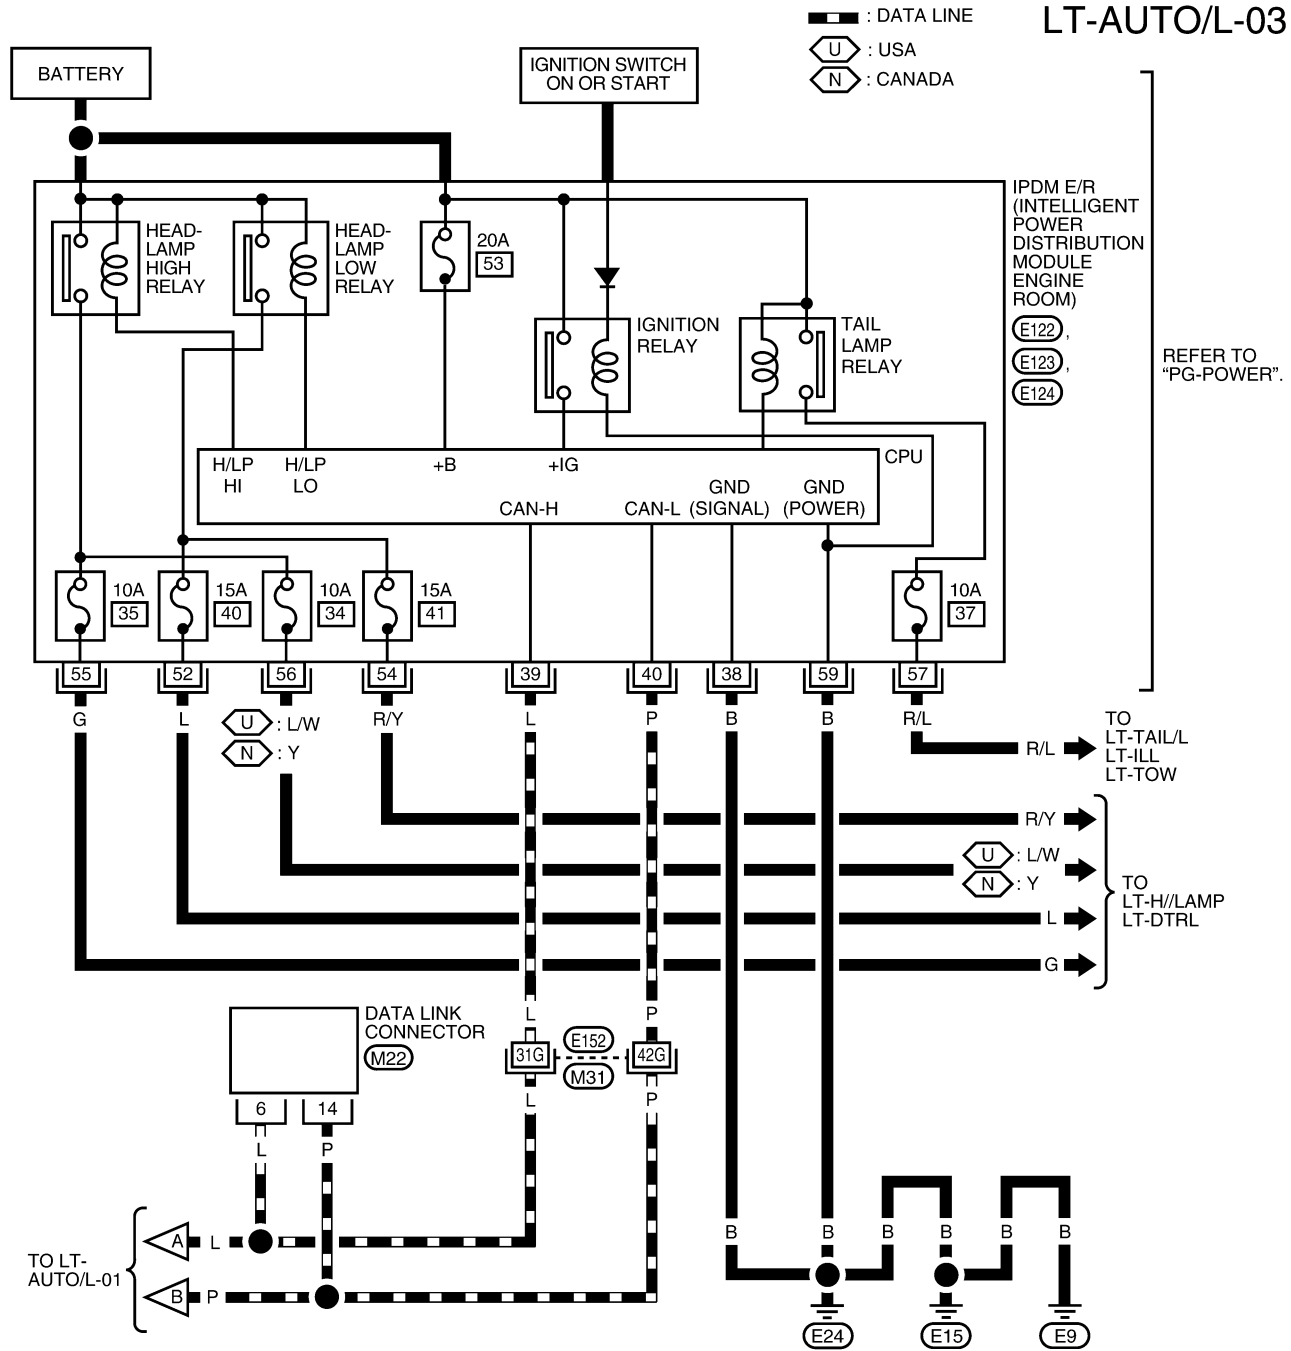 LT-AUTO/L-03
: DATA LINE
U : USA
N : CANADA
BATTERY
IGNITION SWITCH
ON OR START
IPDM E/R
(INTELLIGENT
POWER
DISTRIBUTION
MODULE
ENGINE
ROOM)
E122 ,
E123 ,
E124
REFER TO
“PG-POWER”.
HEAD-
LAMP
HIGH
RELAY
HEAD-
LAMP
LOW
RELAY
20A
53
IGNITION
RELAY
TAIL
LAMP
RELAY
CPU
H/LP
HI
H/LP
LO
+B
+IG
CAN-H
CAN-L
GND
(SIGNAL)
GND
(POWER)
10A
35
15A
40
10A
34
15A
41
10A
37
55
52
56
54
39
40
38
59
57
G
L
U : L/W
N : Y
R/Y
L
P
B
B
R/L
R/L
TO
LT-TAIL/L
LT-ILL
LT-TOW
R/Y
U : L/W
N : Y
L
G
TO
LT-H//LAMP
LT-DTRL
DATA LINK
CONNECTOR
M22
6
14
L
P
L
P
31G
E152
M31
42G
L
P
TO LT-
AUTO/L-01
A L
B P
B
B
B
B
B
B
E24
E15
E9